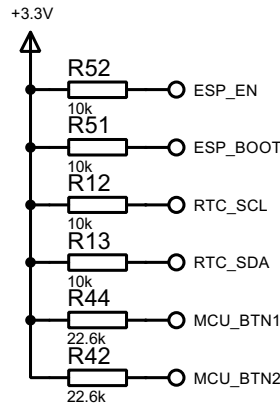 +3.3V
R52
10k
ESP_EN
R51
10k
ESP_BOOT
R12
10k
RTC_SCL
R13
10k
RTC_SDA
R44
22.6k
MCU_BTN1
R42
22.6k
MCU_BTN2